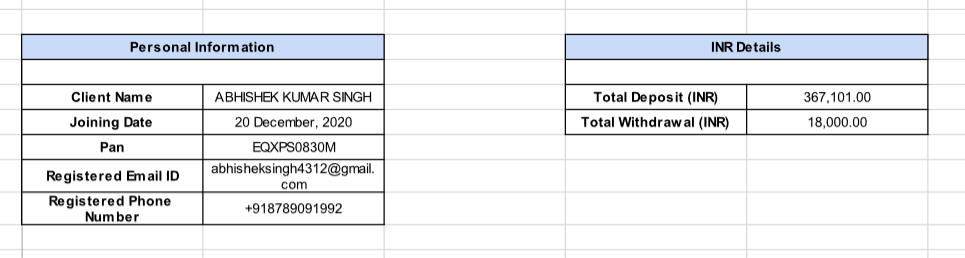 Personal Information
Client Name ABHISHEK KUMAR SINGH
Joining Date 20 December, 2020
Pan EQXPS0830M
Registered Email ID abhisheksingh4312@gmail.
com
Registered Phone
Number +918789091992
INR Details
Total Deposit (INR) 367,101.00
Total Withdrawal (INR) 18,000.00